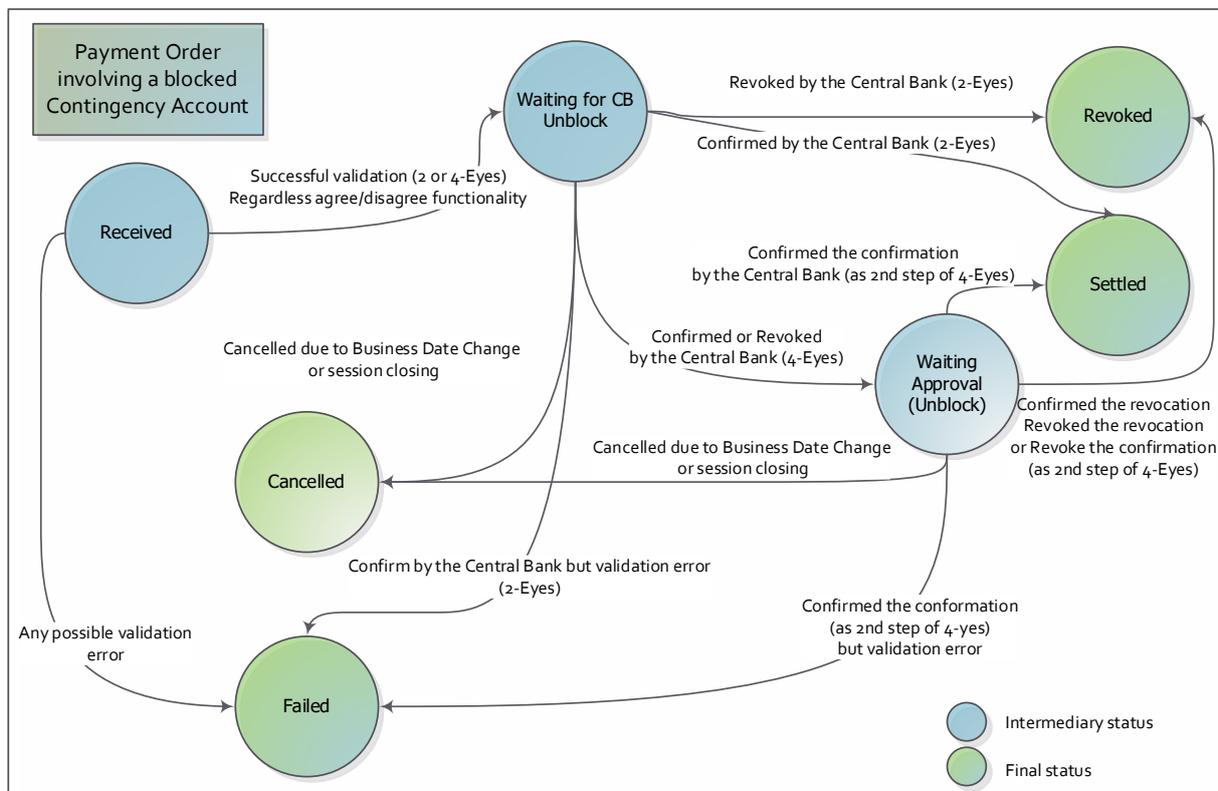 Payment Order
involving a blocked
Contingency Account
Waiting for CB
Unblock
Revoked by the Central Bank (2-Eyes)
Revoked
Confirmed by the Central Bank (2-Eyes)
Successful validation (2 or 4-Eyes)
Regardless agree/disagree functionality
Received
Confirmed the confirmation
by the Central Bank (as 2nd step of 4-Eyes)
Settled
Confirmed or Revoked
by the Central Bank (4-Eyes)
Cancelled due to Business Date Change
or session closing
Waiting
Approval
(Unblock)
Confirmed the revocation
Revoked the revocation
or Revoke the confirmation
(as 2nd step of 4-Eyes)
Cancelled due to Business Date Change
or session closing
Cancelled
Confirm by the Central Bank but validation error
(2-Eyes)
Confirmed the conformation
(as 2nd step of 4-yes)
but validation error
Any possible validation
error
Failed
Intermediary status
Final status